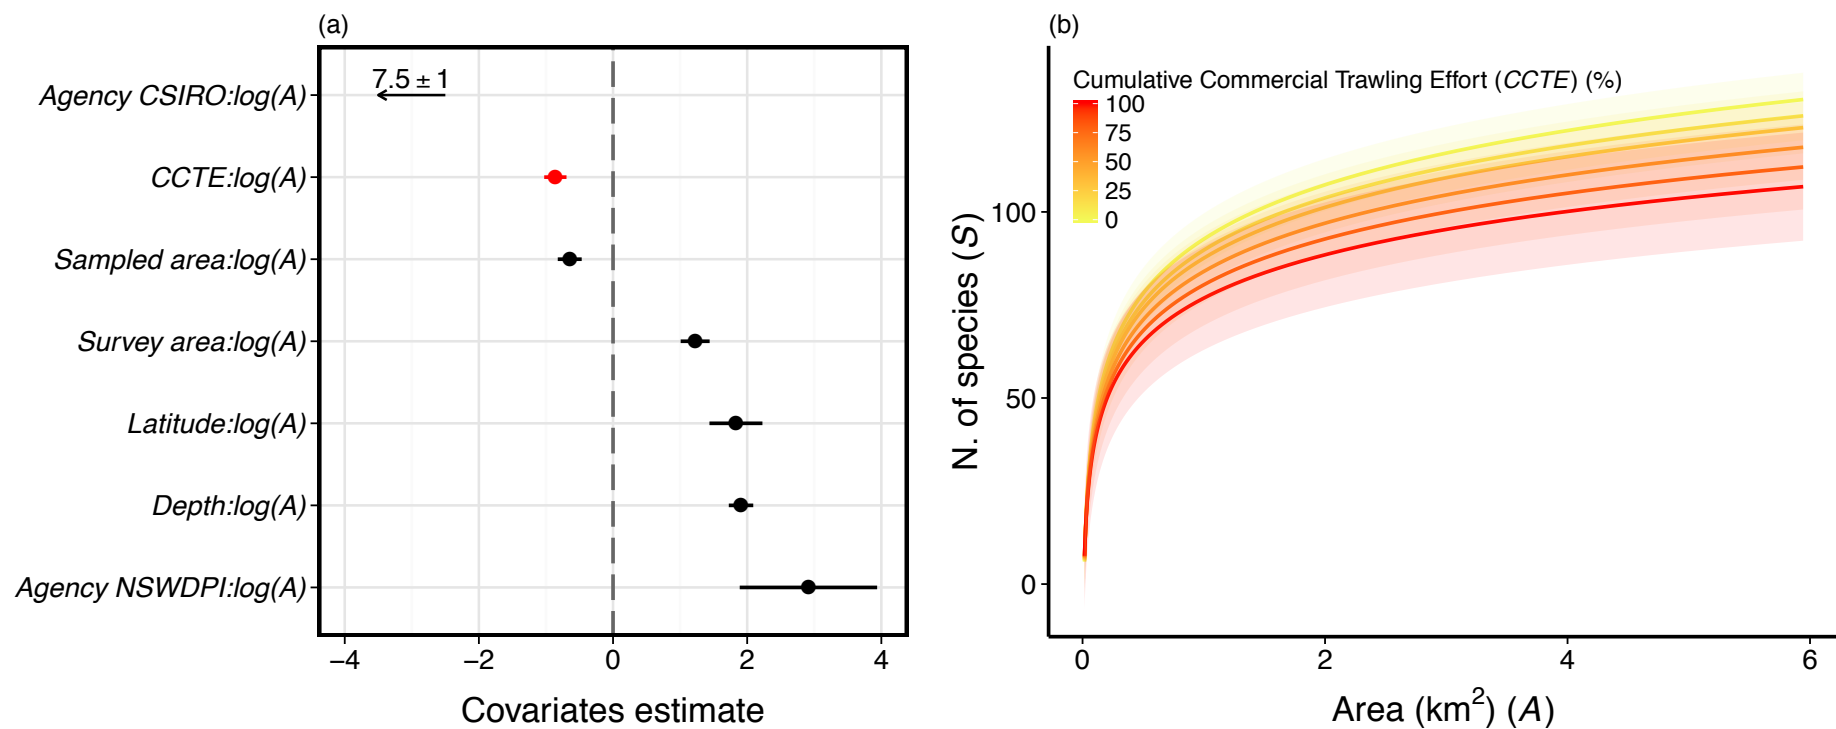 (a)
7.5 ± 1
Agency CSIRO:log(A)
CCTE:log(A)
Sampled area:log(A)
Survey area:log(A)
Latitude:log(A)
Depth:log(A)
Agency NSWDPI:log(A)
−4 −2 0 2 4
Covariates estimate
(b)
Cumulative Commercial Trawling Effort (CCTE) (%)
100
75
50
25
0
N. of species (S)
100
50
0
0 2 4 6
Area (km²) (A)